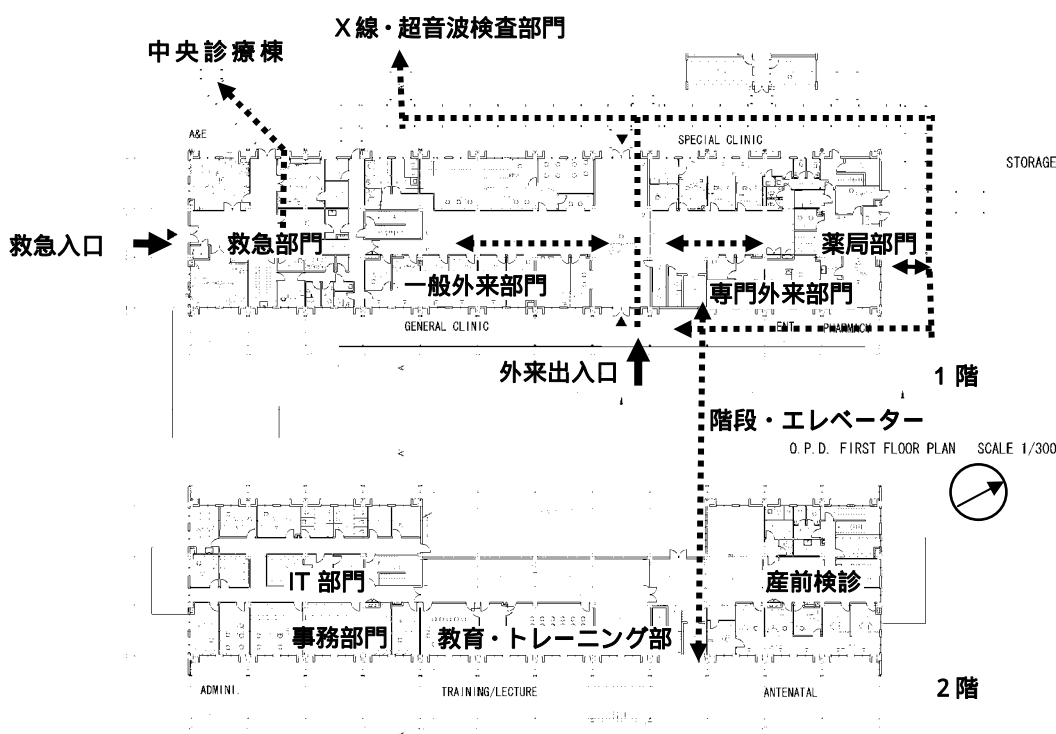 X線・超音波検査部門
中央診療棟
A&E
SPECIAL CLINIC
STORAGE
救急入口
救急部門
薬局部門
一般外来部門
専門外来部門
GENERAL CLINIC
ENT
PHARMACY
外来出入口
1階
階段・エレベーター
O.P.D. FIRST FLOOR PLAN SCALE 1/300
IT部門
産前検診
事務部門
教育・トレーニング部
ADMINI.
TRAINING/LECTURE
ANTENATAL
2階